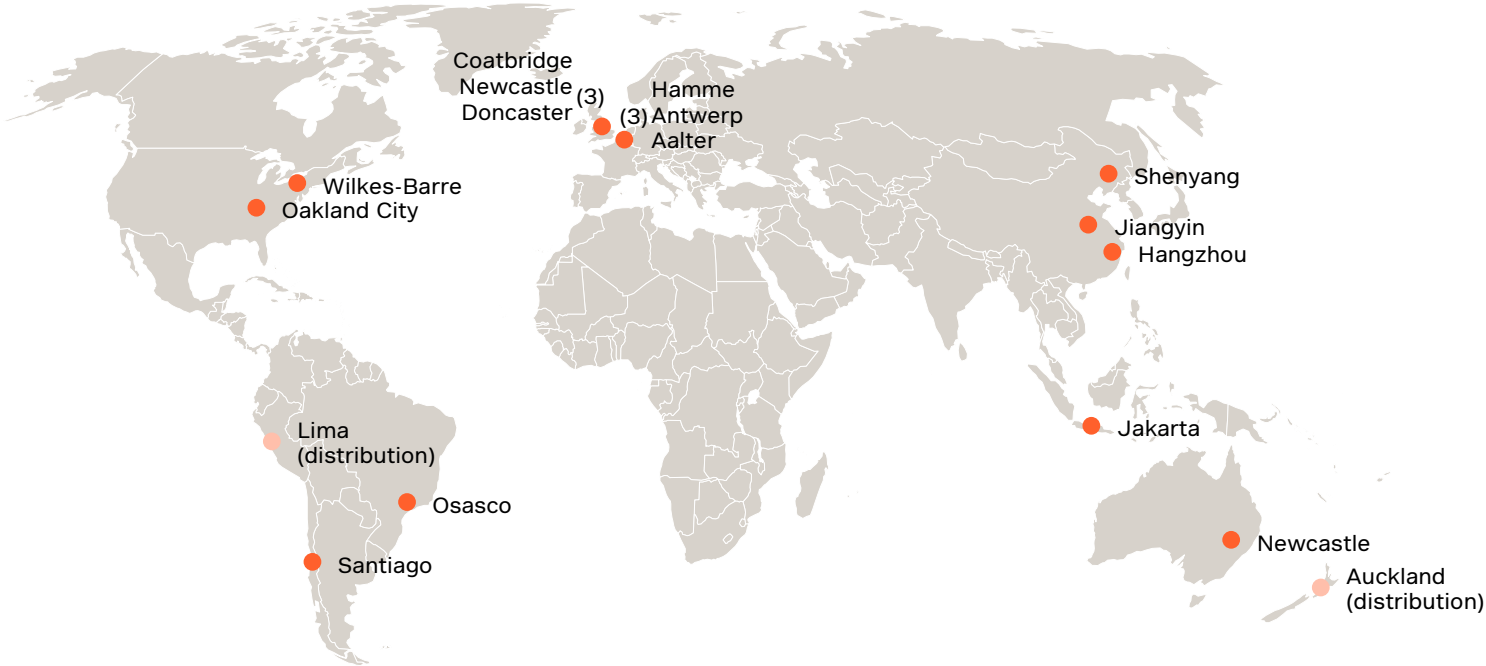 Coatbridge
Newcastle
Doncaster
(3)
(3)
Hamme
Antwerp
Aalter
Wilkes-Barre
Oakland City
Shenyang
Jiangyin
Hangzhou
Lima
(distribution)
Osasco
Santiago
Jakarta
Newcastle
Auckland
(distribution)